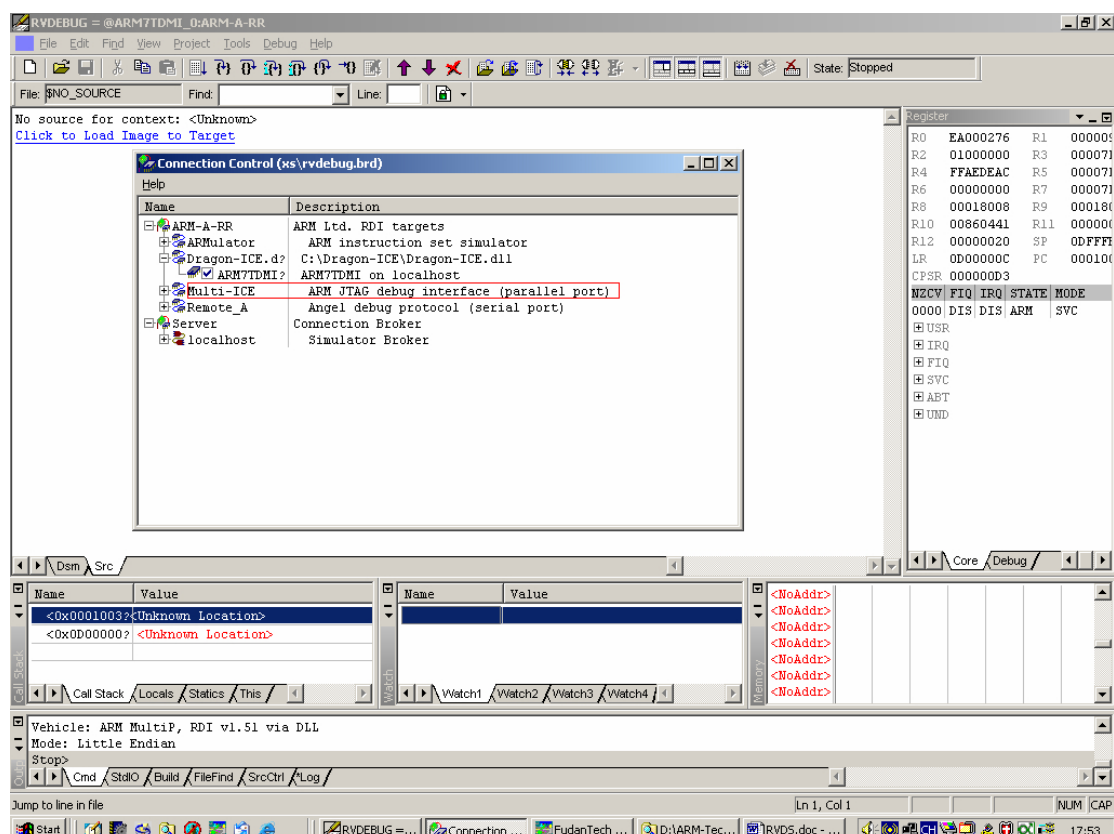 RVDEBUG = @ARM7TDMI_0:ARM-A-RR
File Edit Find View Project Tools Debug Help
State: Stopped
File: $NO_SOURCE Find: Line:
No source for context: <Unknown>
Click to Load Image to Target
Connection Control (xs\rvdebug.brd)
Help
Name Description
ARM-A-RR ARM Ltd. RDI targets
ARMulator ARM instruction set simulator
Dragon-ICE.d? C:\Dragon-ICE\Dragon-ICE.dll
ARM7TDMI? ARM7TDMI on localhost
Multi-ICE ARM JTAG debug interface (parallel port)
Remote_A Angel debug protocol (serial port)
Server Connection Broker
localhost Simulator Broker
Register
R0 EA000276 R1
R2 01000000 R3
R4 FFAEDEAC R5
R6 00000000 R7
R8 00018008 R9
R10 00860441 R11
R12 00000020 SP
LR 0D00000C PC
CPSR 000000D3
NZCV FIQ IRQ STATE MODE
0000 DIS DIS ARM SVC
USR
IRQ
FIQ
SVC
ABT
UND
Dsm Src
Core Debug
Name Value
<0x0001003?<Unknown Location>
<0x0D00000? <Unknown Location>
Call Stack
Call Stack Locals Statics This
Name Value
Watch
Watch1 Watch2 Watch3 Watch4
<NoAddr>
<NoAddr>
<NoAddr>
<NoAddr>
<NoAddr>
<NoAddr>
<NoAddr>
Memory
Vehicle: ARM MultiP, RDI v1.51 via DLL
Mode: Little Endian
Stop>
Cmd StdIO Build FileFind SrcCtrl *Log
Jump to line in file Ln 1, Col 1 NUM CAP
Start RVDEBUG =... Connection ... FudanTech ... D:\ARM-Tec... RVDS.doc - ... CH 17:53